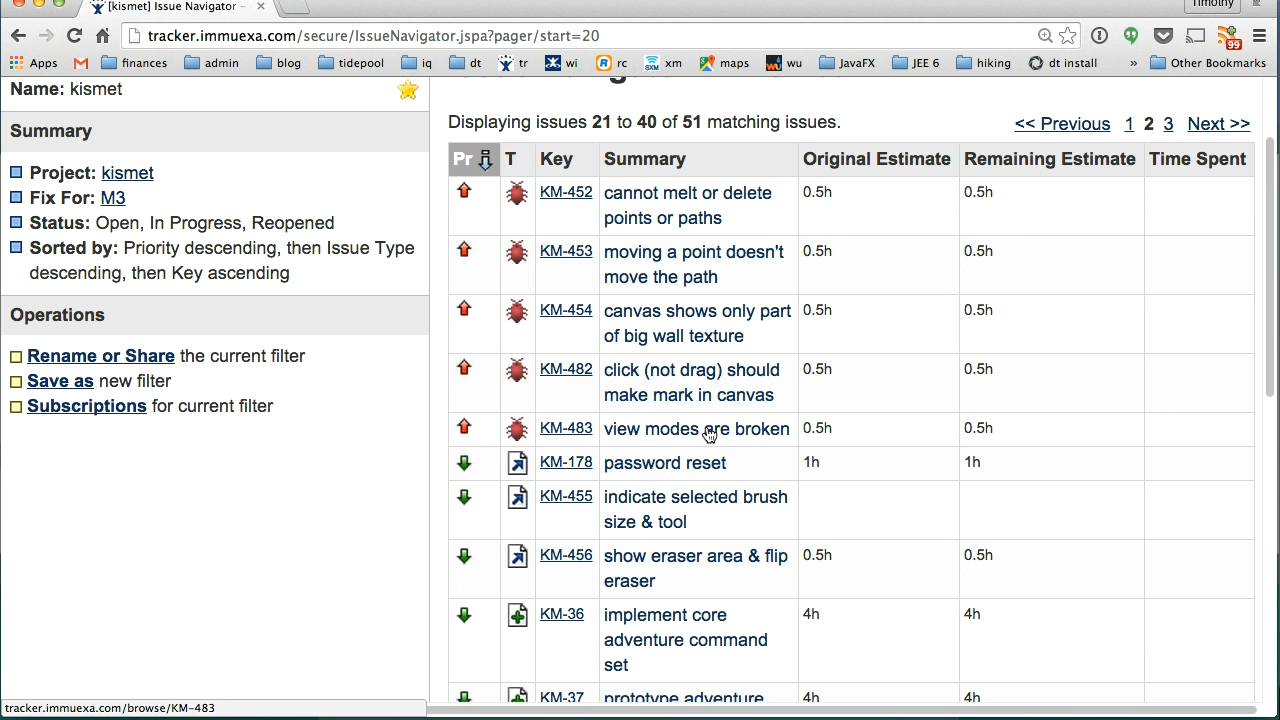 [kismet] Issue Navigator -
Timothy
tracker.immuexa.com/secure/IssueNavigator.jspa?pager/start=20
99
Apps finances admin blog tidepool iq dt tr wi rc xm maps wu JavaFX JEE 6 hiking dt install » Other Bookmarks
Name: kismet
Summary
Project: kismet
Fix For: M3
Status: Open, In Progress, Reopened
Sorted by: Priority descending, then Issue Type
descending, then Key ascending
Operations
Rename or Share the current filter
Save as new filter
Subscriptions for current filter
Displaying issues 21 to 40 of 51 matching issues.
<< Previous 1 2 3 Next >>
Pr T Key Summary Original Estimate Remaining Estimate Time Spent
KM-452 cannot melt or delete 0.5h 0.5h
points or paths
KM-453 moving a point doesn't 0.5h 0.5h
move the path
KM-454 canvas shows only part 0.5h 0.5h
of big wall texture
KM-482 click (not drag) should 0.5h 0.5h
make mark in canvas
KM-483 view modes are broken 0.5h 0.5h
KM-178 password reset 1h 1h
KM-455 indicate selected brush
size & tool
KM-456 show eraser area & flip 0.5h 0.5h
eraser
KM-36 implement core 4h 4h
adventure command
set
KM-37 prototype adventure 4h 4h
tracker.immuexa.com/browse/KM-483